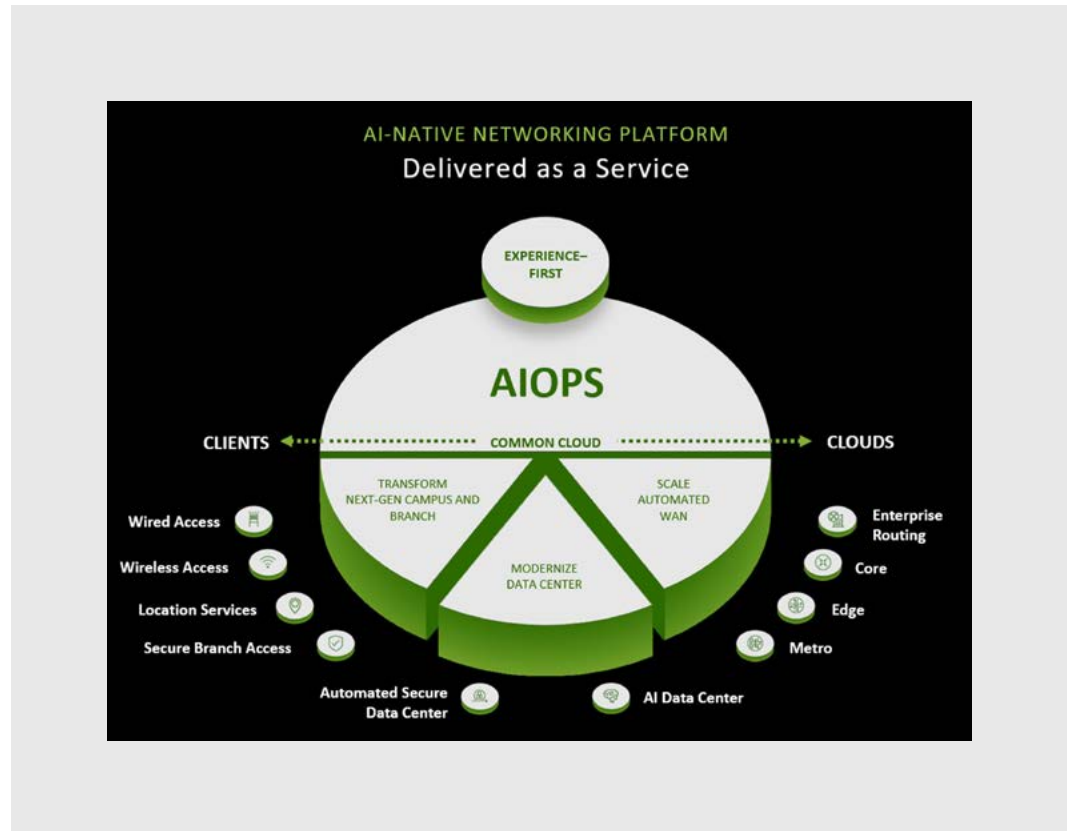 AI-NATIVE NETWORKING PLATFORM
Delivered as a Service
EXPERIENCE–
FIRST
AIOPS
CLIENTS
COMMON CLOUD
CLOUDS
TRANSFORM
NEXT-GEN CAMPUS AND
BRANCH
SCALE
AUTOMATED
WAN
MODERNIZE
DATA CENTER
Wired Access
Wireless Access
Location Services
Secure Branch Access
Automated Secure
Data Center
AI Data Center
Enterprise
Routing
Core
Edge
Metro